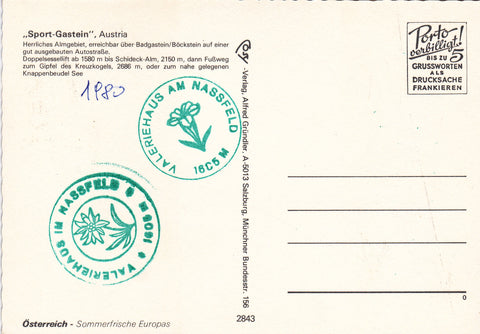 „Sport-Gastein", Austria
Herrliches Almgebiet, erreichbar über Badgastein/Böckstein auf einer
gut ausgebauten Autostraße.
Doppelsessellift ab 1580 m bis Schideck-Alm, 2150 m, dann Fußweg
zum Gipfel des Kreuzkogels, 2686 m, oder zum nahe gelegenen
Knappenbeudel See
1980
VALERIEHAUS AM NASSFELD
16C5 M
VALERIEHAUS IM NASSFELD
1605 M
-Verlag, Alfred Gründler, A-5013 Salzburg, Münchner Bundesstr. 156
Porto
verbilligt!
BIS ZU 5
GRUSSWORTEN
ALS
DRUCKSACHE
FRANKIEREN
0
Österreich - Sommerfrische Europas
2843